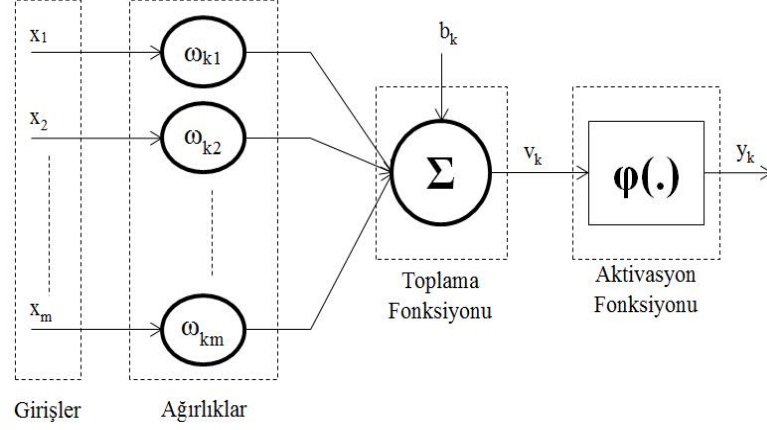 x1
ωk1
bk
x2
ωk2
Σ
vk
φ(.)
yk
xm
ωkm
Toplama
Fonksiyonu
Aktivasyon
Fonksiyonu
Girişler
Ağırlıklar